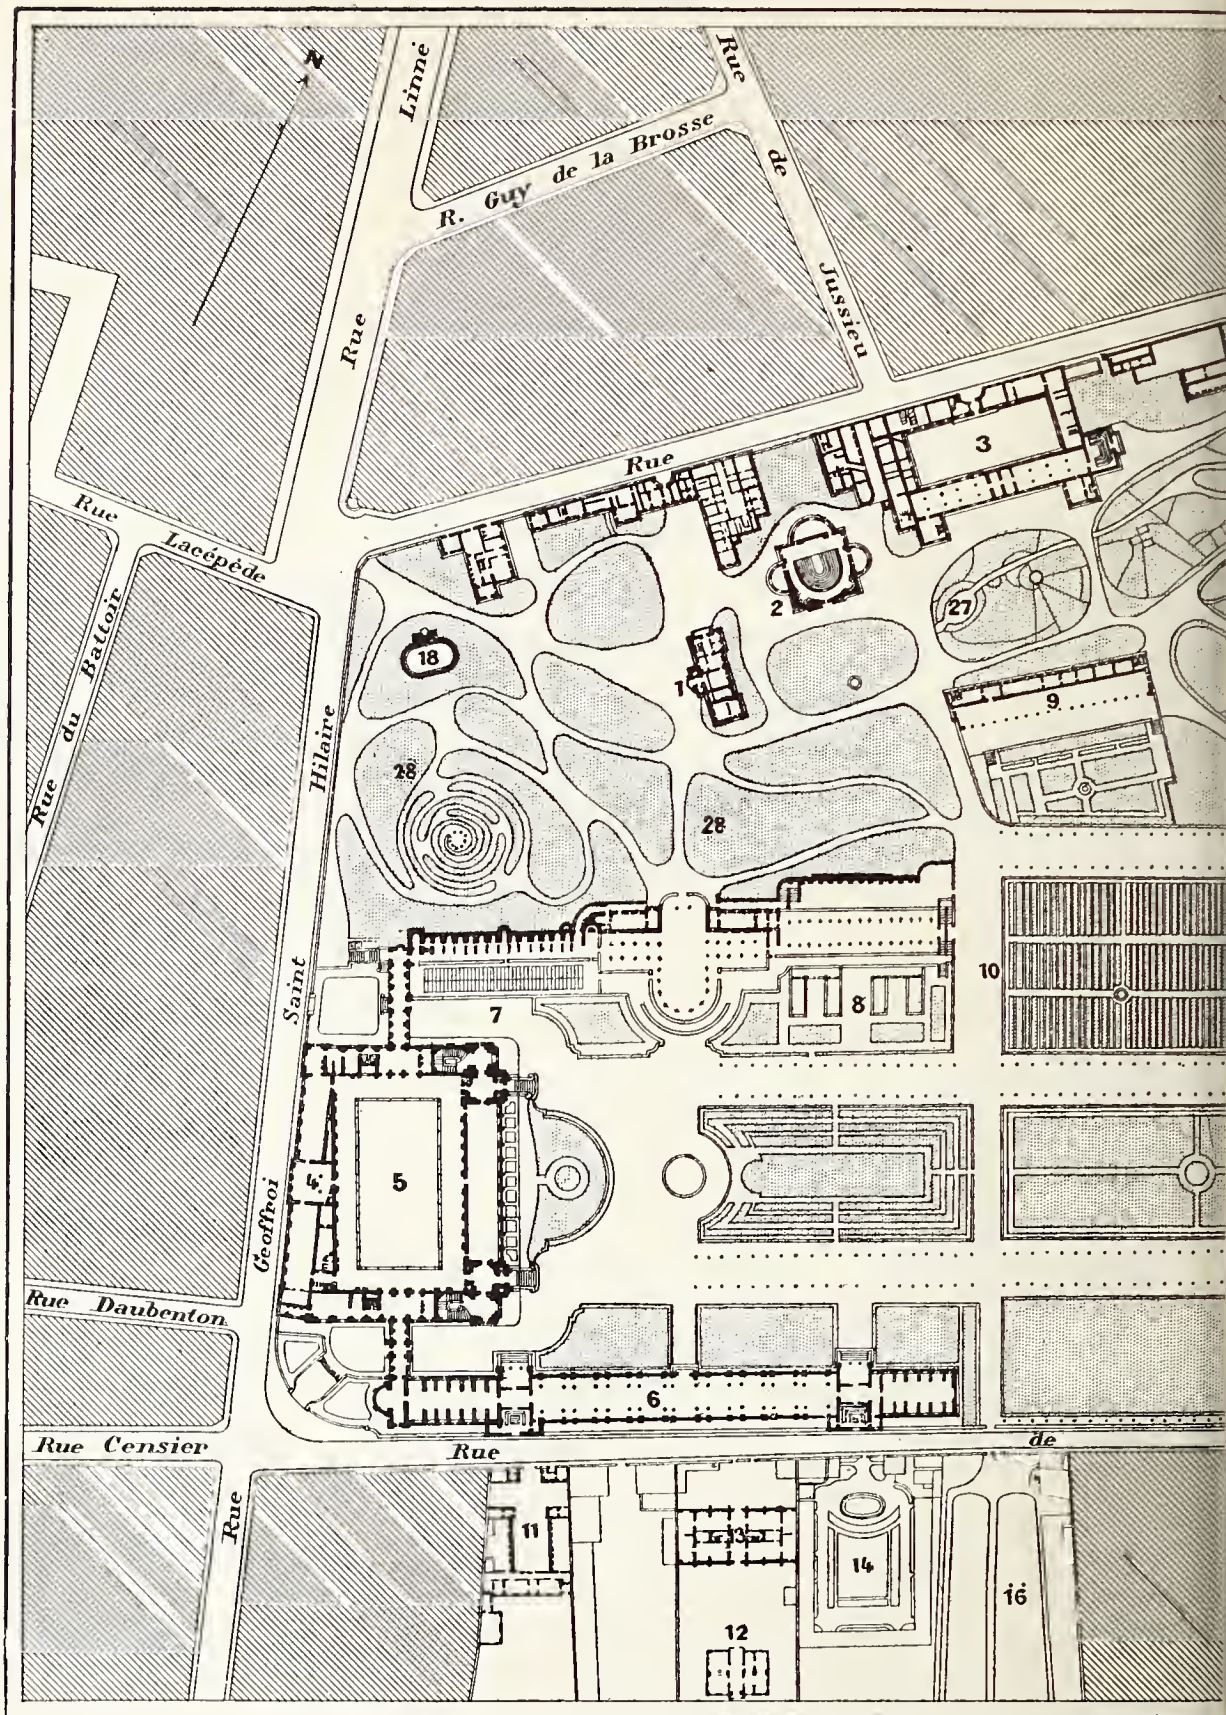 N
Linné
Rue
R. Guy de la Brosse
de
Jussieu
Rue
Rue
3
Rue Lacépède
2
27
Rue du Battoir
18
1
9
Hilaire
28
28
10
Saint
8
7
4
5
Geoffroi
Rue Daubenton
6
Rue Censier
Rue
de
Rue
11
13
14
16
12